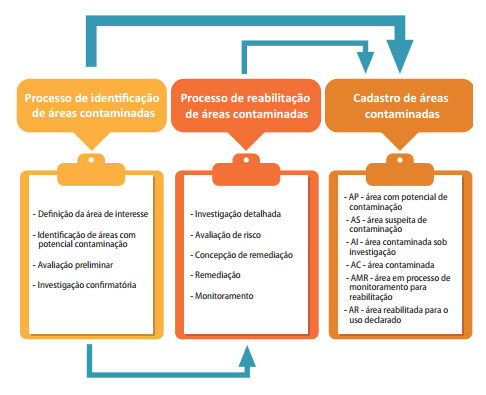 Processo de identificação
de áreas contaminadas
Processo de reabilitação
de áreas contaminadas
Cadastro de áreas
contaminadas
- Definição da área de interesse
- Identificação de áreas com
potencial contaminação
- Avaliação preliminar
- Investigação confirmatória
- Investigação detalhada
- Avaliação de risco
- Concepção de remediação
- Remediação
- Monitoramento
- AP - área com potencial de
contaminação
- AS - área suspeita de
contaminação
- AI - área contaminada sob
investigação
- AC - área contaminada
- AMR - área em processo de
monitoramento para
reabilitação
- AR - área reabilitada para o
uso declarado